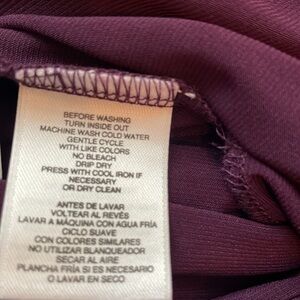 BEFORE WASHING
TURN INSIDE OUT
MACHINE WASH COLD WATER
GENTLE CYCLE
WITH LIKE COLORS
NO BLEACH
DRIP DRY
PRESS WITH COOL IRON IF
NECESSARY
OR DRY CLEAN
ANTES DE LAVAR
VOLTEAR AL REVÉS
LAVAR A MÁQUINA CON AGUA FRÍA
CICLO SUAVE
CON COLORES SIMILARES
NO UTILIZAR BLANQUEADOR
SECAR AL AIRE
PLANCHA FRÍA SI ES NECESARIO
O LAVAR EN SECO